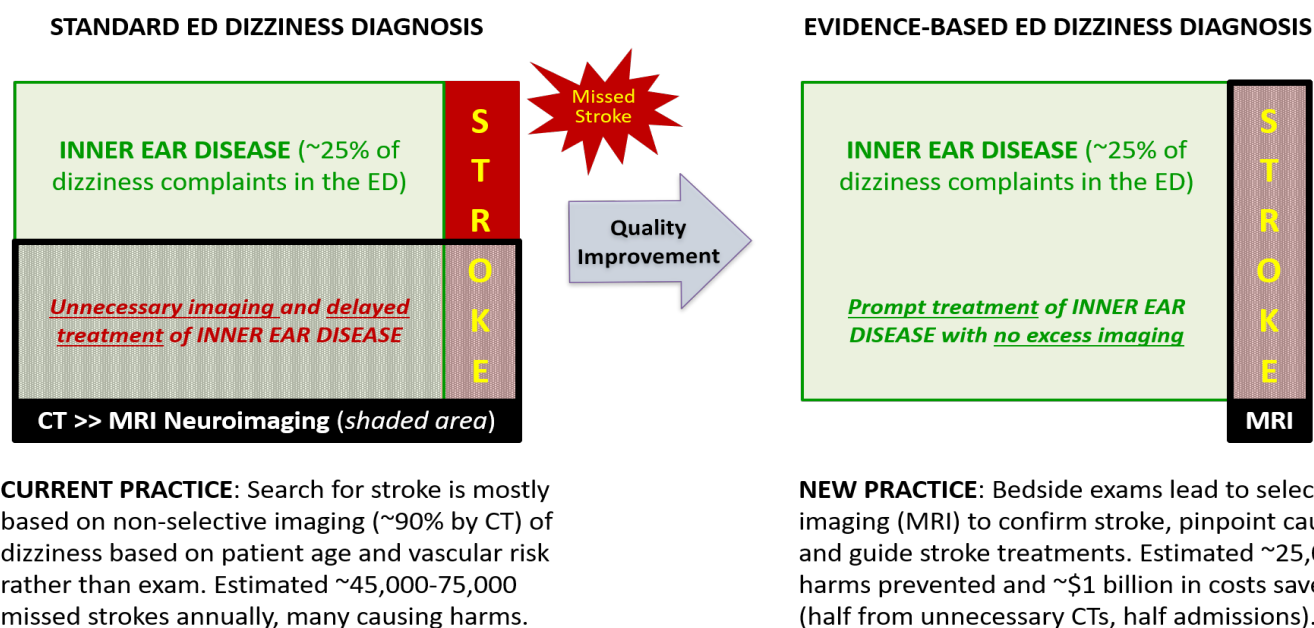 STANDARD ED DIZZINESS DIAGNOSIS
INNER EAR DISEASE (~25% of
dizziness complaints in the ED)
STROKE
Missed
Stroke
Unnecessary imaging and delayed
treatment of INNER EAR DISEASE
CT >> MRI Neuroimaging (shaded area)
CURRENT PRACTICE: Search for stroke is mostly
based on non-selective imaging (~90% by CT) of
dizziness based on patient age and vascular risk
rather than exam. Estimated ~45,000-75,000
missed strokes annually, many causing harms.
Quality
Improvement
EVIDENCE-BASED ED DIZZINESS DIAGNOSIS
INNER EAR DISEASE (~25% of
dizziness complaints in the ED)
STROKE
Prompt treatment of INNER EAR
DISEASE with no excess imaging
MRI
NEW PRACTICE: Bedside exams lead to
imaging (MRI) to confirm stroke, pinpoint
and guide stroke treatments. Estimated
harms prevented and ~$1 billion in costs
(half from unnecessary CTs, half admissions).